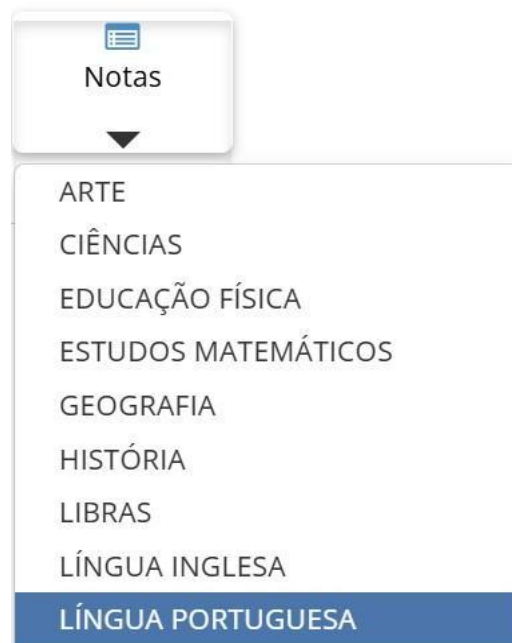 Notas
ARTE
CIÊNCIAS
EDUCAÇÃO FÍSICA
ESTUDOS MATEMÁTICOS
GEOGRAFIA
HISTÓRIA
LIBRAS
LÍNGUA INGLESA
LÍNGUA PORTUGUESA